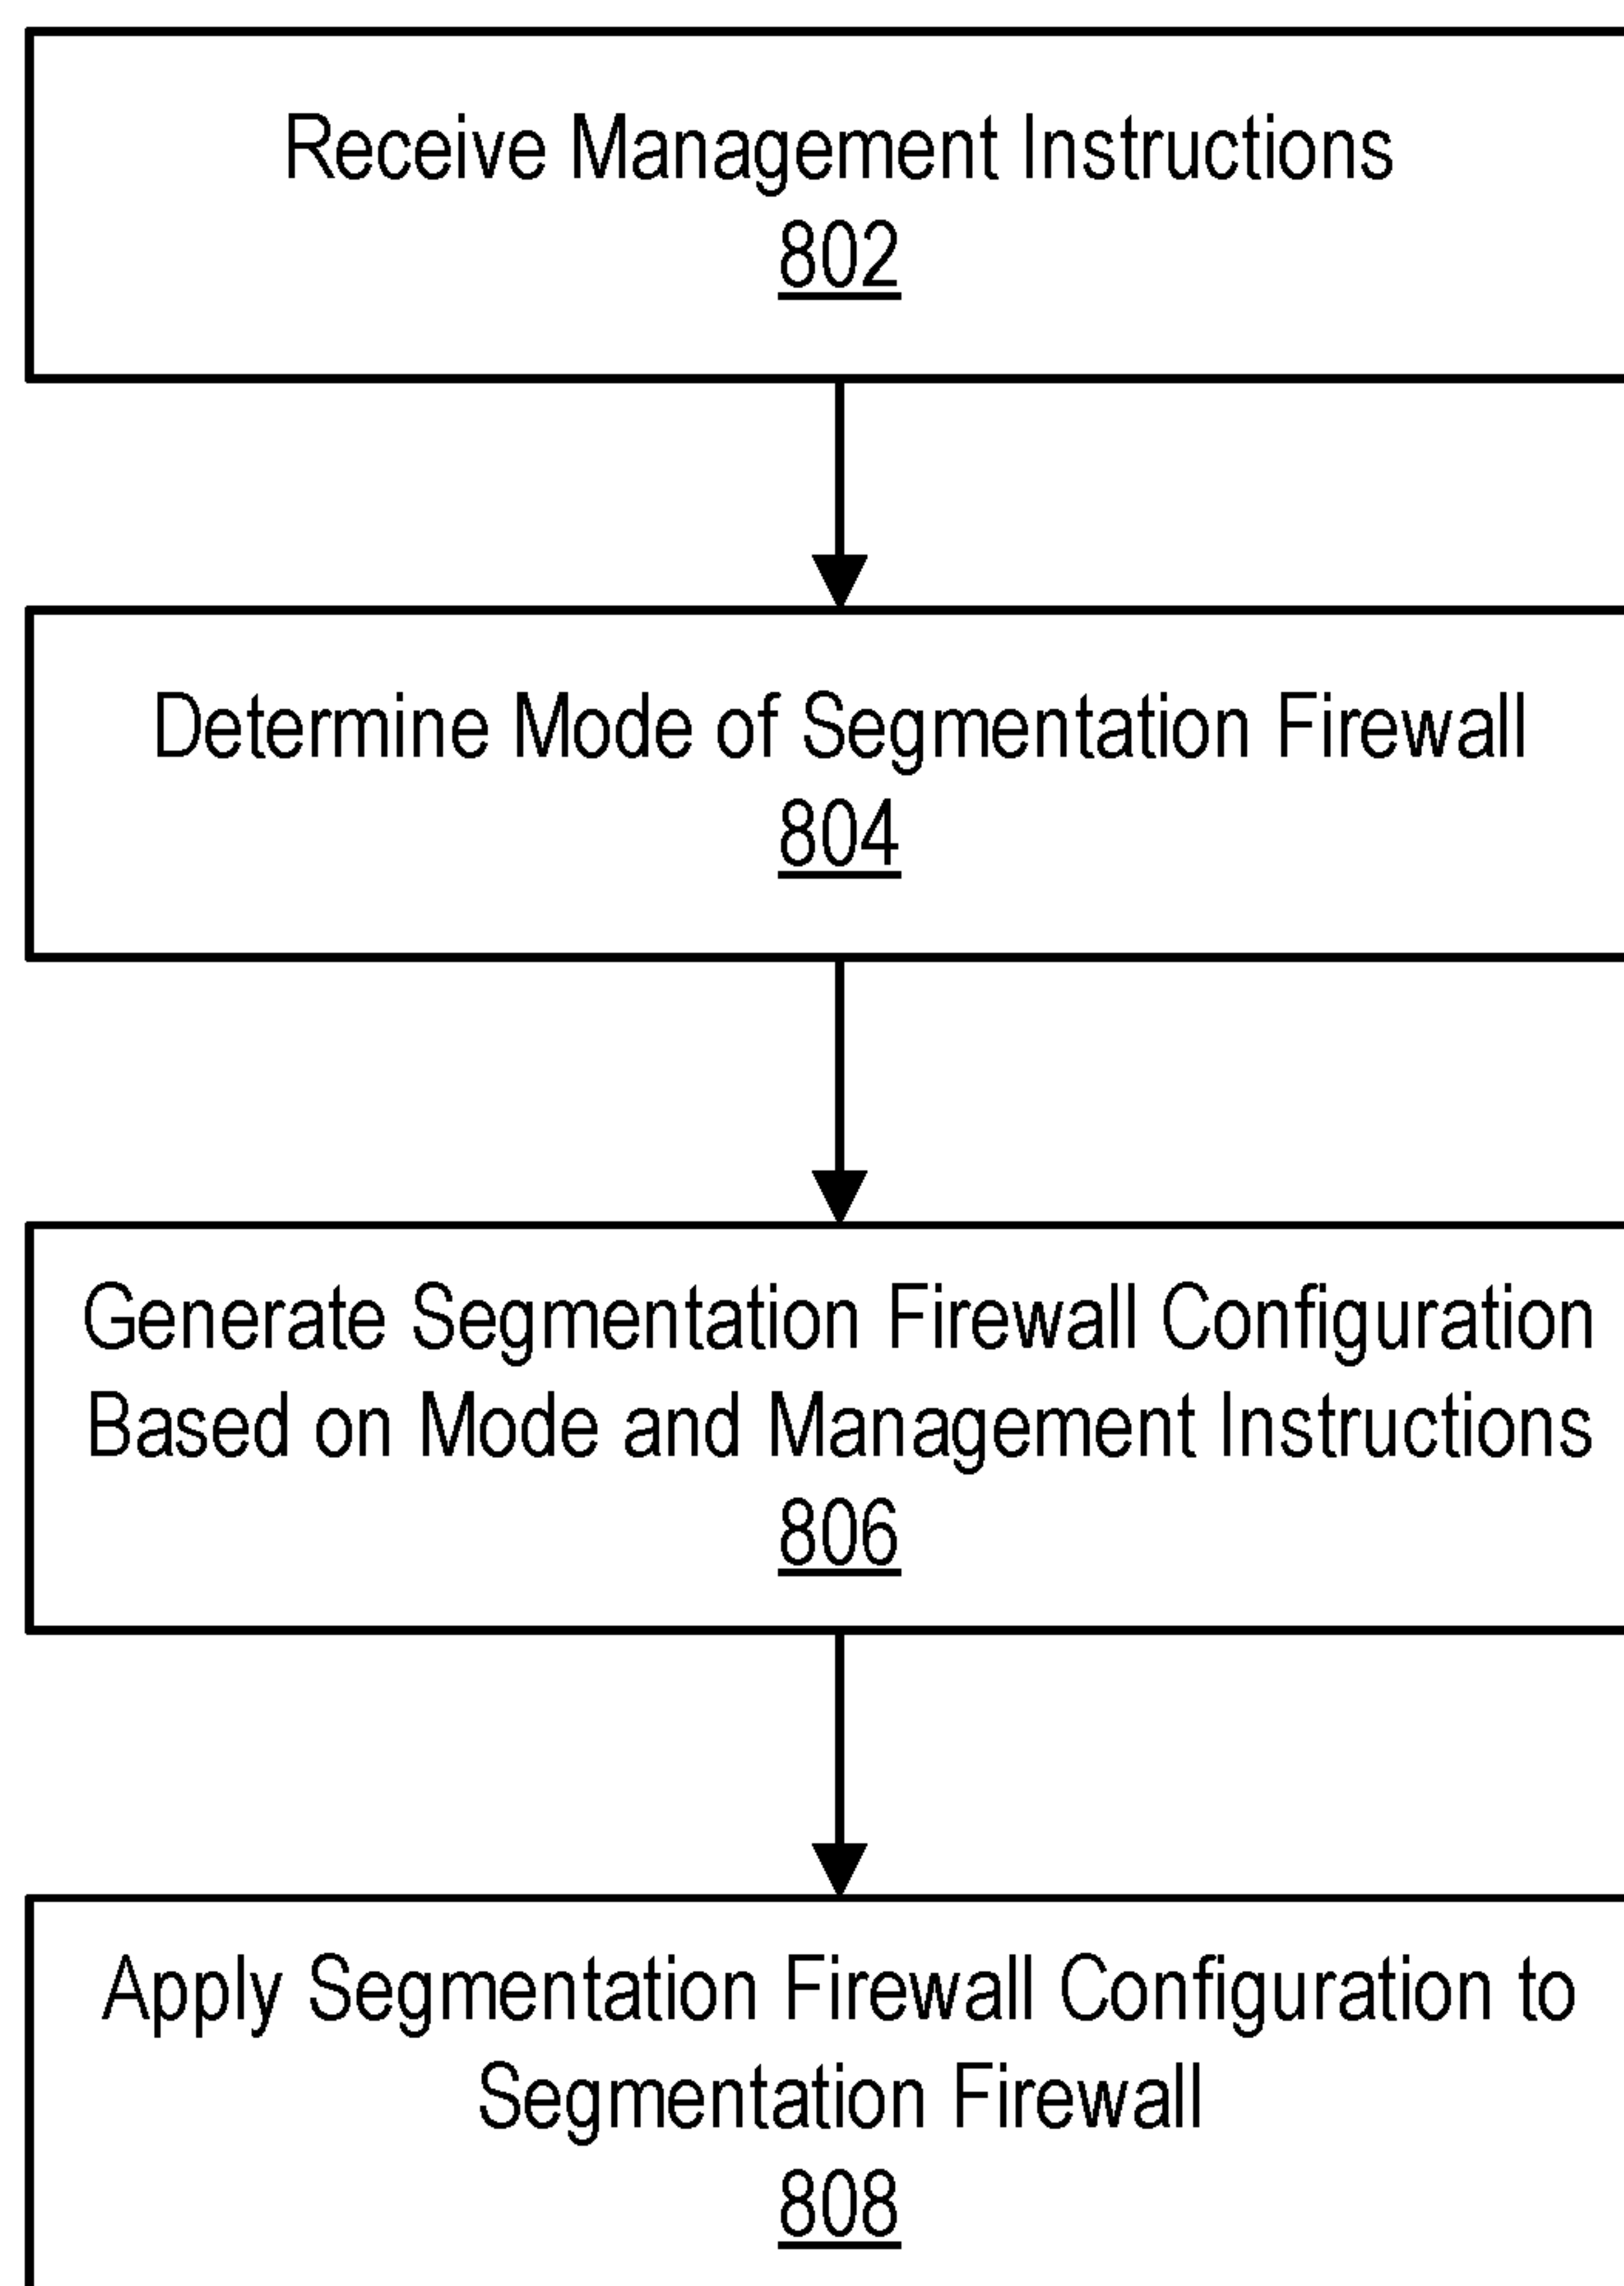 Receive Management Instructions
802
Determine Mode of Segmentation Firewall
804
Generate Segmentation Firewall Configuration
Based on Mode and Management Instructions
806
Apply Segmentation Firewall Configuration to
Segmentation Firewall
808